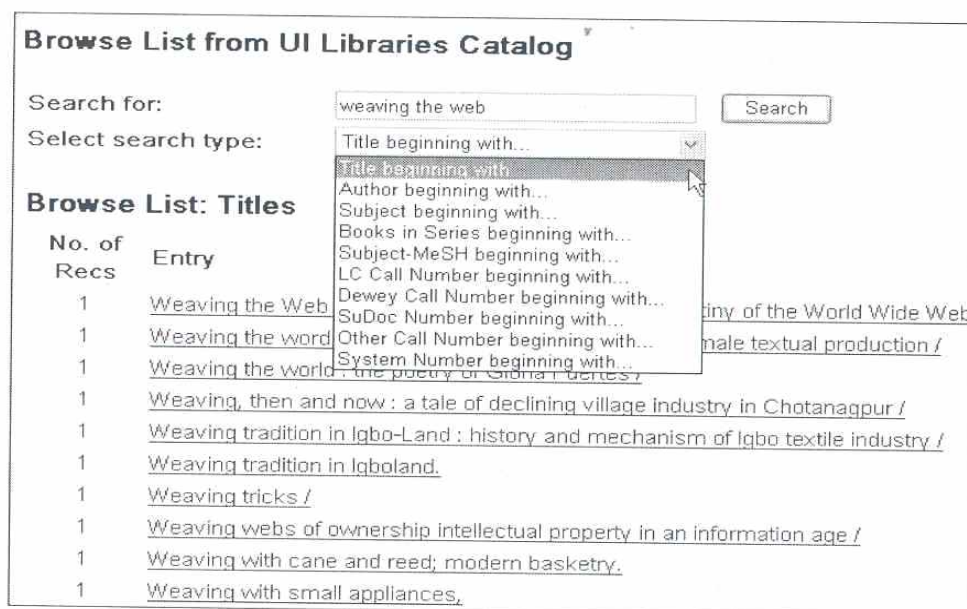 Browse List from UI Libraries Catalog
Search for: weaving the web Search
Select search type: Title beginning with...
Title beginning with
Author beginning with...
Subject beginning with...
Books in Series beginning with...
Subject-MeSH beginning with...
LC Call Number beginning with...
Dewey Call Number beginning with...
SuDoc Number beginning with...
Other Call Number beginning with...
System Number beginning with...
Browse List: Titles
No. of Recs Entry
1 Weaving the Web tiny of the World Wide Web
1 Weaving the word male textual production /
1 Weaving the world : the poetry of Gloria Fuertes /
1 Weaving, then and now : a tale of declining village industry in Chotanagpur /
1 Weaving tradition in Igbo-Land : history and mechanism of Igbo textile industry /
1 Weaving tradition in Igboland.
1 Weaving tricks /
1 Weaving webs of ownership intellectual property in an information age /
1 Weaving with cane and reed; modern basketry.
1 Weaving with small appliances,